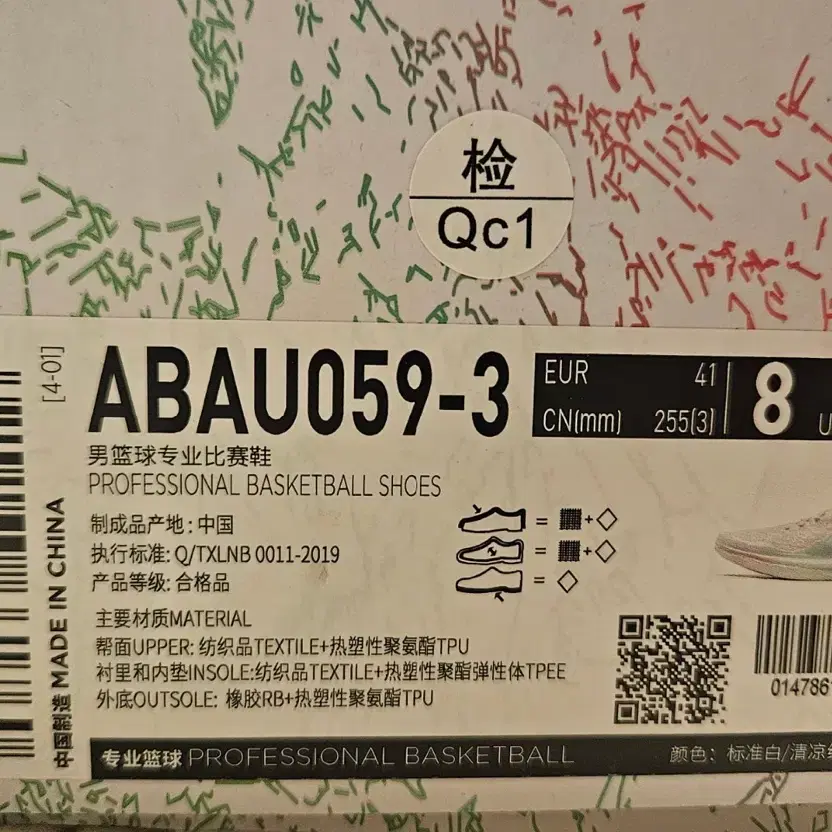 检
Qc1
[4-01]
ABAU059-3
EUR 41
CN(mm) 255(3)
8
男篮球专业比赛鞋
PROFESSIONAL BASKETBALL SHOES
制成品产地: 中国
执行标准: Q/TXLNB 0011-2019
产品等级: 合格品
= +
= +
=
主要材质MATERIAL
帮面UPPER: 纺织品TEXTILE+热塑性聚氨酯TPU
衬里和内垫INSOLE:纺织品TEXTILE+热塑性聚酯弹性体TPEE
外底OUTSOLE: 橡胶RB+热塑性聚氨酯TPU
014786
中国制造 MADE IN CHINA
专业篮球 PROFESSIONAL BASKETBALL
颜色: 标准白/清凉